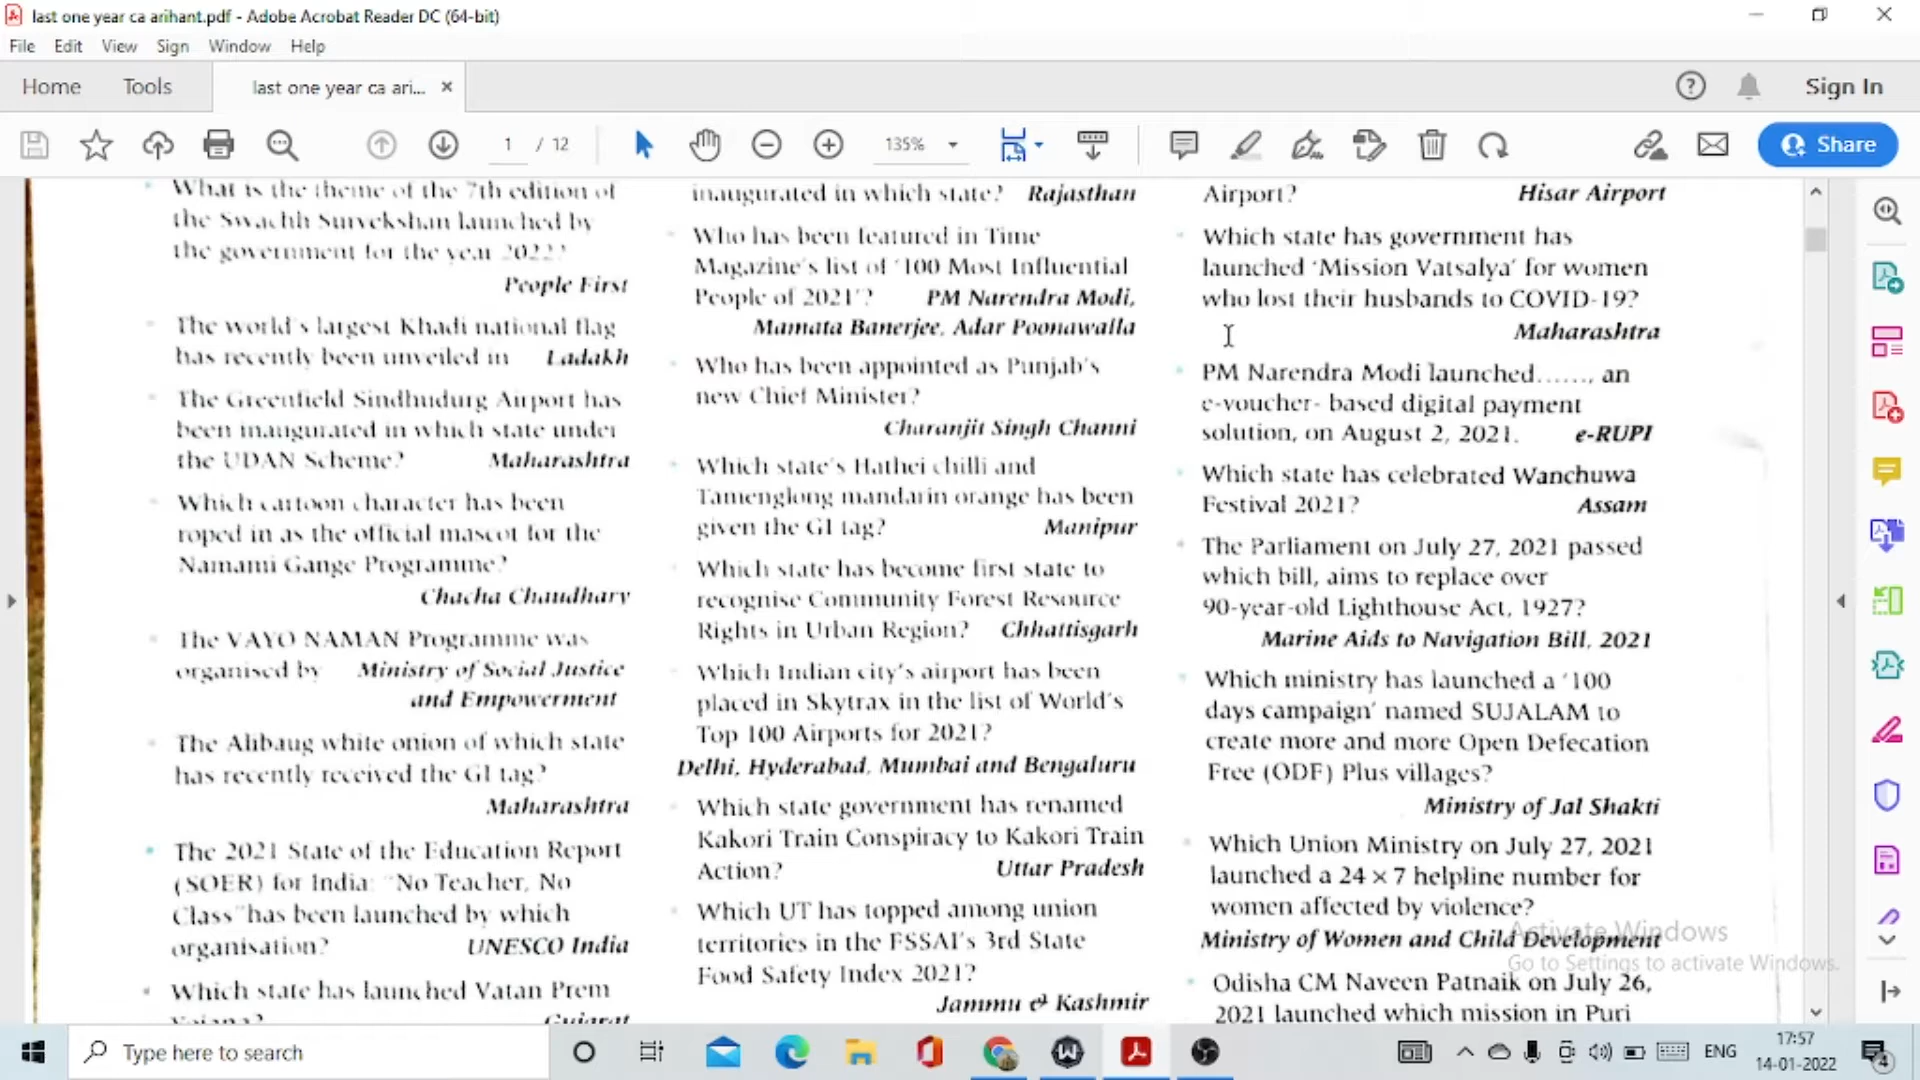 last one year ca arihant.pdf - Adobe Acrobat Reader DC (64-bit)
File Edit View Sign Window Help
Home Tools last one year ca ari... × Sign In
1 / 12 135% Share
What is the theme of the 7th edition of
the Swachh Survekshan launched by
the government for the year 2022?
People First
The world's largest Khadi national flag
has recently been unveiled in Ladakh
The Greenfield Sindhudurg Airport has
been inaugurated in which state under
the UDAN Scheme? Maharashtra
Which cartoon character has been
roped in as the official mascot for the
Namami Gange Programme?
Chacha Chaudhary
The VAYO NAMAN Programme was
organised by Ministry of Social Justice
and Empowerment
The Alibaug white onion of which state
has recently received the GI tag?
Maharashtra
The 2021 State of the Education Report
(SOER) for India: "No Teacher, No
Class" has been launched by which
organisation? UNESCO India
Which state has launched Vatan Prem
Yojana? Gujarat
inaugurated in which state? Rajasthan
Who has been featured in Time
Magazine's list of '100 Most Influential
People of 2021'? PM Narendra Modi,
Mamata Banerjee, Adar Poonawalla
Who has been appointed as Punjab's
new Chief Minister?
Charanjit Singh Channi
Which state's Hathei chilli and
Tamenglong mandarin orange has been
given the GI tag? Manipur
Which state has become first state to
recognise Community Forest Resource
Rights in Urban Region? Chhattisgarh
Which Indian city's airport has been
placed in Skytrax in the list of World's
Top 100 Airports for 2021?
Delhi, Hyderabad, Mumbai and Bengaluru
Which state government has renamed
Kakori Train Conspiracy to Kakori Train
Action? Uttar Pradesh
Which UT has topped among union
territories in the FSSAI's 3rd State
Food Safety Index 2021?
Jammu & Kashmir
Airport? Hisar Airport
Which state has government has
launched 'Mission Vatsalya' for women
who lost their husbands to COVID-19?
Maharashtra
PM Narendra Modi launched……, an
e-voucher- based digital payment
solution, on August 2, 2021. e-RUPI
Which state has celebrated Wanchuwa
Festival 2021? Assam
The Parliament on July 27, 2021 passed
which bill, aims to replace over
90-year-old Lighthouse Act, 1927?
Marine Aids to Navigation Bill, 2021
Which ministry has launched a '100
days campaign' named SUJALAM to
create more and more Open Defecation
Free (ODF) Plus villages?
Ministry of Jal Shakti
Which Union Ministry on July 27, 2021
launched a 24 × 7 helpline number for
women affected by violence?
Ministry of Women and Child Development
Odisha CM Naveen Patnaik on July 26,
2021 launched which mission in Puri
Activate Windows
Go to Settings to activate Windows.
Type here to search
ENG
17:57
14-01-2022
4